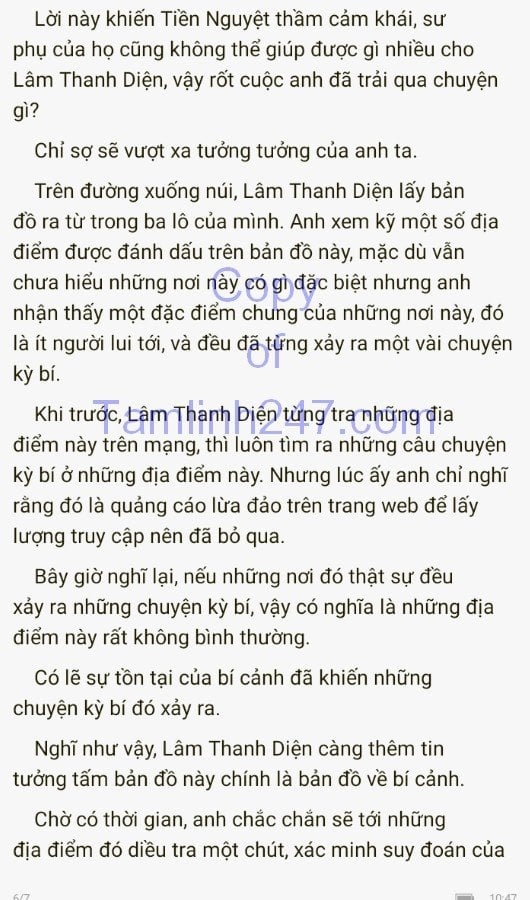 Lời này khiến Tiền Nguyệt thầm cảm khái, sư
phụ của họ cũng không thể giúp được gì nhiều cho
Lâm Thanh Diện, vậy rốt cuộc anh đã trải qua chuyện
gì?
Chỉ sợ sẽ vượt xa tưởng tưởng của anh ta.
Trên đường xuống núi, Lâm Thanh Diện lấy bản
đồ ra từ trong ba lô của mình. Anh xem kỹ một số địa
điểm được đánh dấu trên bản đồ này, mặc dù vẫn
chưa hiểu những nơi này có gì đặc biệt nhưng anh
nhận thấy một đặc điểm chung của những nơi này, đó
là ít người lui tới, và đều đã từng xảy ra một vài chuyện
kỳ bí.
Khi trước, Lâm Thanh Diện từng tra những địa
điểm này trên mạng, thì luôn tìm ra những câu chuyện
kỳ bí ở những địa điểm này. Nhưng lúc ấy anh chỉ nghĩ
rằng đó là quảng cáo lừa đảo trên trang web để lấy
lượng truy cập nên đã bỏ qua.
Bây giờ nghĩ lại, nếu những nơi đó thật sự đều
xảy ra những chuyện kỳ bí, vậy có nghĩa là những địa
điểm này rất không bình thường.
Có lẽ sự tồn tại của bí cảnh đã khiến những
chuyện kỳ bí đó xảy ra.
Nghĩ như vậy, Lâm Thanh Diện càng thêm tin
tưởng tấm bản đồ này chính là bản đồ về bí cảnh.
Chờ có thời gian, anh chắc chắn sẽ tới những
địa điểm đó diều tra một chút, xác minh suy đoán của
Copy
of
Tamlinh247.com
6/7
10:47